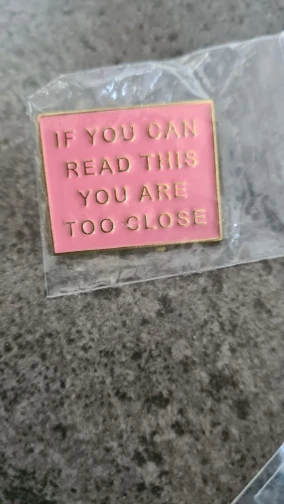 IF YOU CAN
READ THIS
YOU ARE
TOO CLOSE